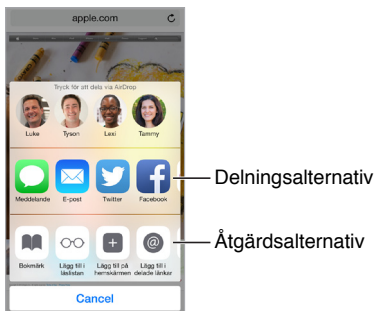 apple.com
Tryck för att dela via AirDrop
Luke Tyson Lexi Tammy
Meddelande E-post Twitter Facebook
Delningsalternativ
Åtgärdsalternativ
Bokmärk Lägg till i läslistan Lägg till på hemskärmen Lägg till i delade länkar
Cancel